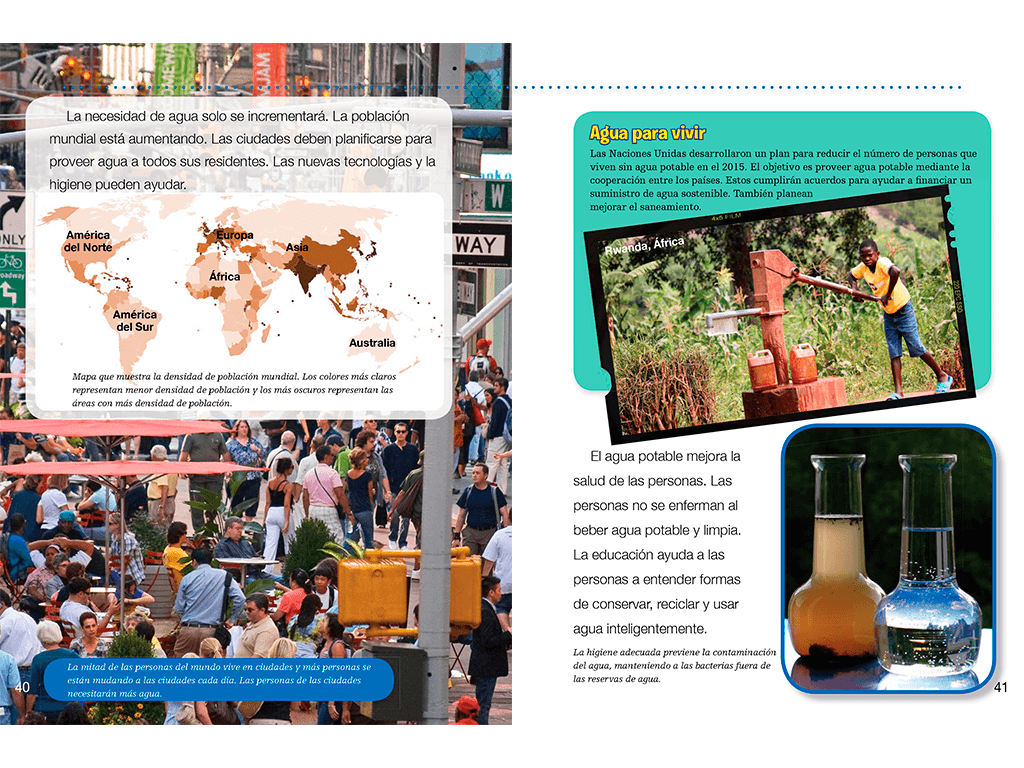 La necesidad de agua solo se incrementará. La población
mundial está aumentando. Las ciudades deben planificarse para
proveer agua a todos sus residentes. Las nuevas tecnologías y la
higiene pueden ayudar.
América
del Norte
Europa
Asia
África
América
del Sur
Australia
Mapa que muestra la densidad de población mundial. Los colores más claros
representan menor densidad de población y los más oscuros representan las
áreas con más densidad de población.
ONLY
W
WAY
JAM
La mitad de las personas del mundo vive en ciudades y más personas se
están mudando a las ciudades cada día. Las personas de las ciudades
necesitarán más agua.
40
Agua para vivir
Las Naciones Unidas desarrollaron un plan para reducir el número de personas que
viven sin agua potable en el 2015. El objetivo es proveer agua potable mediante la
cooperación entre los países. Estos cumplirán acuerdos para ayudar a financiar un
suministro de agua sostenible. También planean
mejorar el saneamiento.
4x5 FILM
Rwanda, África
El agua potable mejora la
salud de las personas. Las
personas no se enferman al
beber agua potable y limpia.
La educación ayuda a las
personas a entender formas
de conservar, reciclar y usar
agua inteligentemente.
La higiene adecuada previene la contaminación
del agua, manteniendo a las bacterias fuera de
las reservas de agua.
41